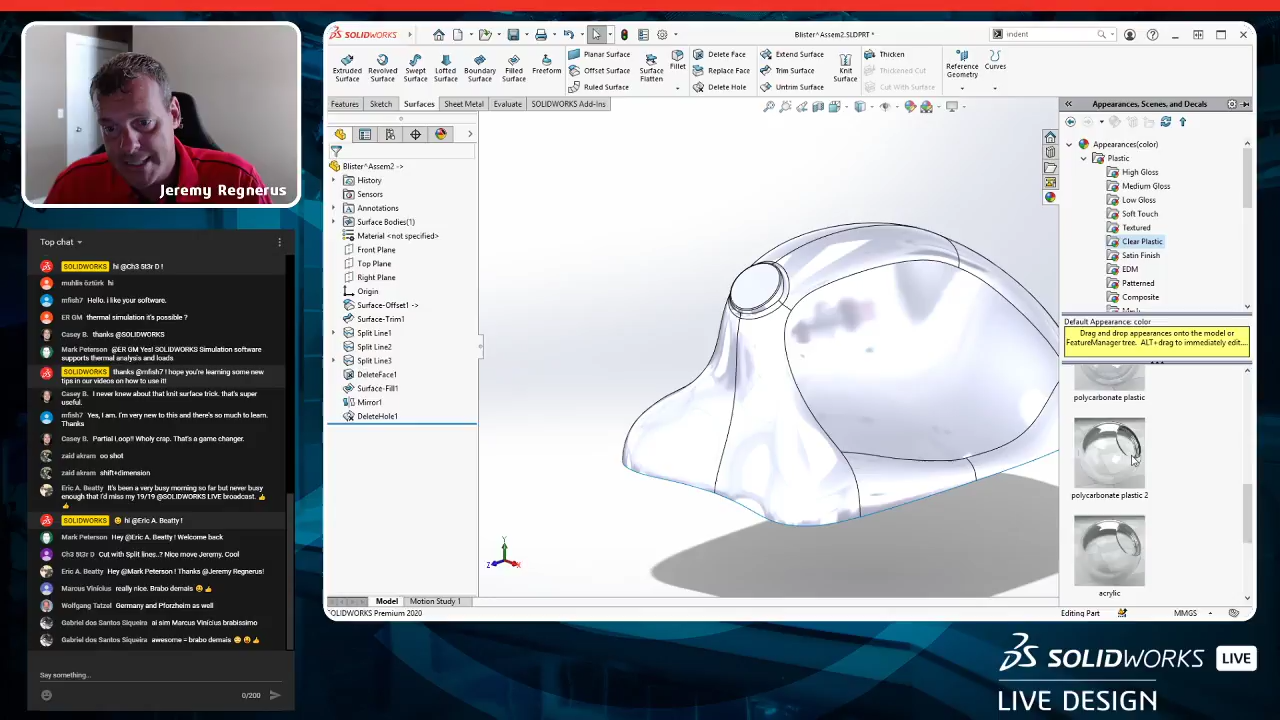 Jeremy Regnerus
Top chat
SOLIDWORKS hi @Ch3 5t3r D !
muhlis öztürk hi
mfish7 Hello. i like your software.
ER GM thermal simulation it's possible ?
Casey B. thanks @SOLIDWORKS
Mark Peterson @ER GM Yes! SOLIDWORKS Simulation software
supports thermal analysis and loads
SOLIDWORKS thanks @mfish7 ! hope you're learning some new
tips in our videos on how to use it!
Casey B. I never knew about that knit surface trick. that's super
useful.
mfish7 Yes, I am. I'm very new to this and there's so much to learn.
Thanks
Casey B. Partial Loop!! Wholy crap. That's a game changer.
zaid akram oo shot
zaid akram shift+dimension
Eric A. Beatty It's been a very busy morning so far but never busy
enough that I'd miss my 19/19 @SOLIDWORKS LIVE broadcast.
SOLIDWORKS hi @Eric A. Beatty !
Mark Peterson Hey @Eric A. Beatty ! Welcome back
Ch3 5t3r D Cut with Split lines..? Nice move Jeremy. Cool
Eric A. Beatty Hey @Mark Peterson ! Thanks @Jeremy Regnerus!
Marcus Vinícius really nice. Brabo demais
Wolfgang Tatzel Germany and Pforzheim as well
Gabriel dos Santos Siqueira ai sim Marcus Vinicius brabissimo
Gabriel dos Santos Siqueira awesome = brabo demais
Say something...
0/200
SOLIDWORKS
Blister^Assem2.SLDPRT *
indent
Extruded Surface
Revolved Surface
Swept Surface
Lofted Surface
Boundary Surface
Filled Surface
Freeform
Planar Surface
Offset Surface
Ruled Surface
Surface Flatten
Fillet
Delete Face
Replace Face
Delete Hole
Extend Surface
Trim Surface
Untrim Surface
Knit Surface
Thicken
Thickened Cut
Cut With Surface
Reference Geometry
Curves
Features Sketch Surfaces Sheet Metal Evaluate SOLIDWORKS Add-Ins
Blister^Assem2 ->
History
Sensors
Annotations
Surface Bodies(1)
Material <not specified>
Front Plane
Top Plane
Right Plane
Origin
Surface-Offset1 ->
Surface-Trim1
Split Line1
Split Line2
Split Line3
DeleteFace1
Surface-Fill1
Mirror1
DeleteHole1
Y
Z
X
Model Motion Study 1
SOLIDWORKS Premium 2020
Editing Part
MMGS
Appearances, Scenes, and Decals
Appearances(color)
Plastic
High Gloss
Medium Gloss
Low Gloss
Soft Touch
Textured
Clear Plastic
Satin Finish
EDM
Patterned
Composite
Default Appearance: color
Drag and drop appearances onto the model or
FeatureManager tree. ALT+drag to immediately edit....
polycarbonate plastic
polycarbonate plastic 2
acrylic
SOLIDWORKS LIVE
LIVE DESIGN